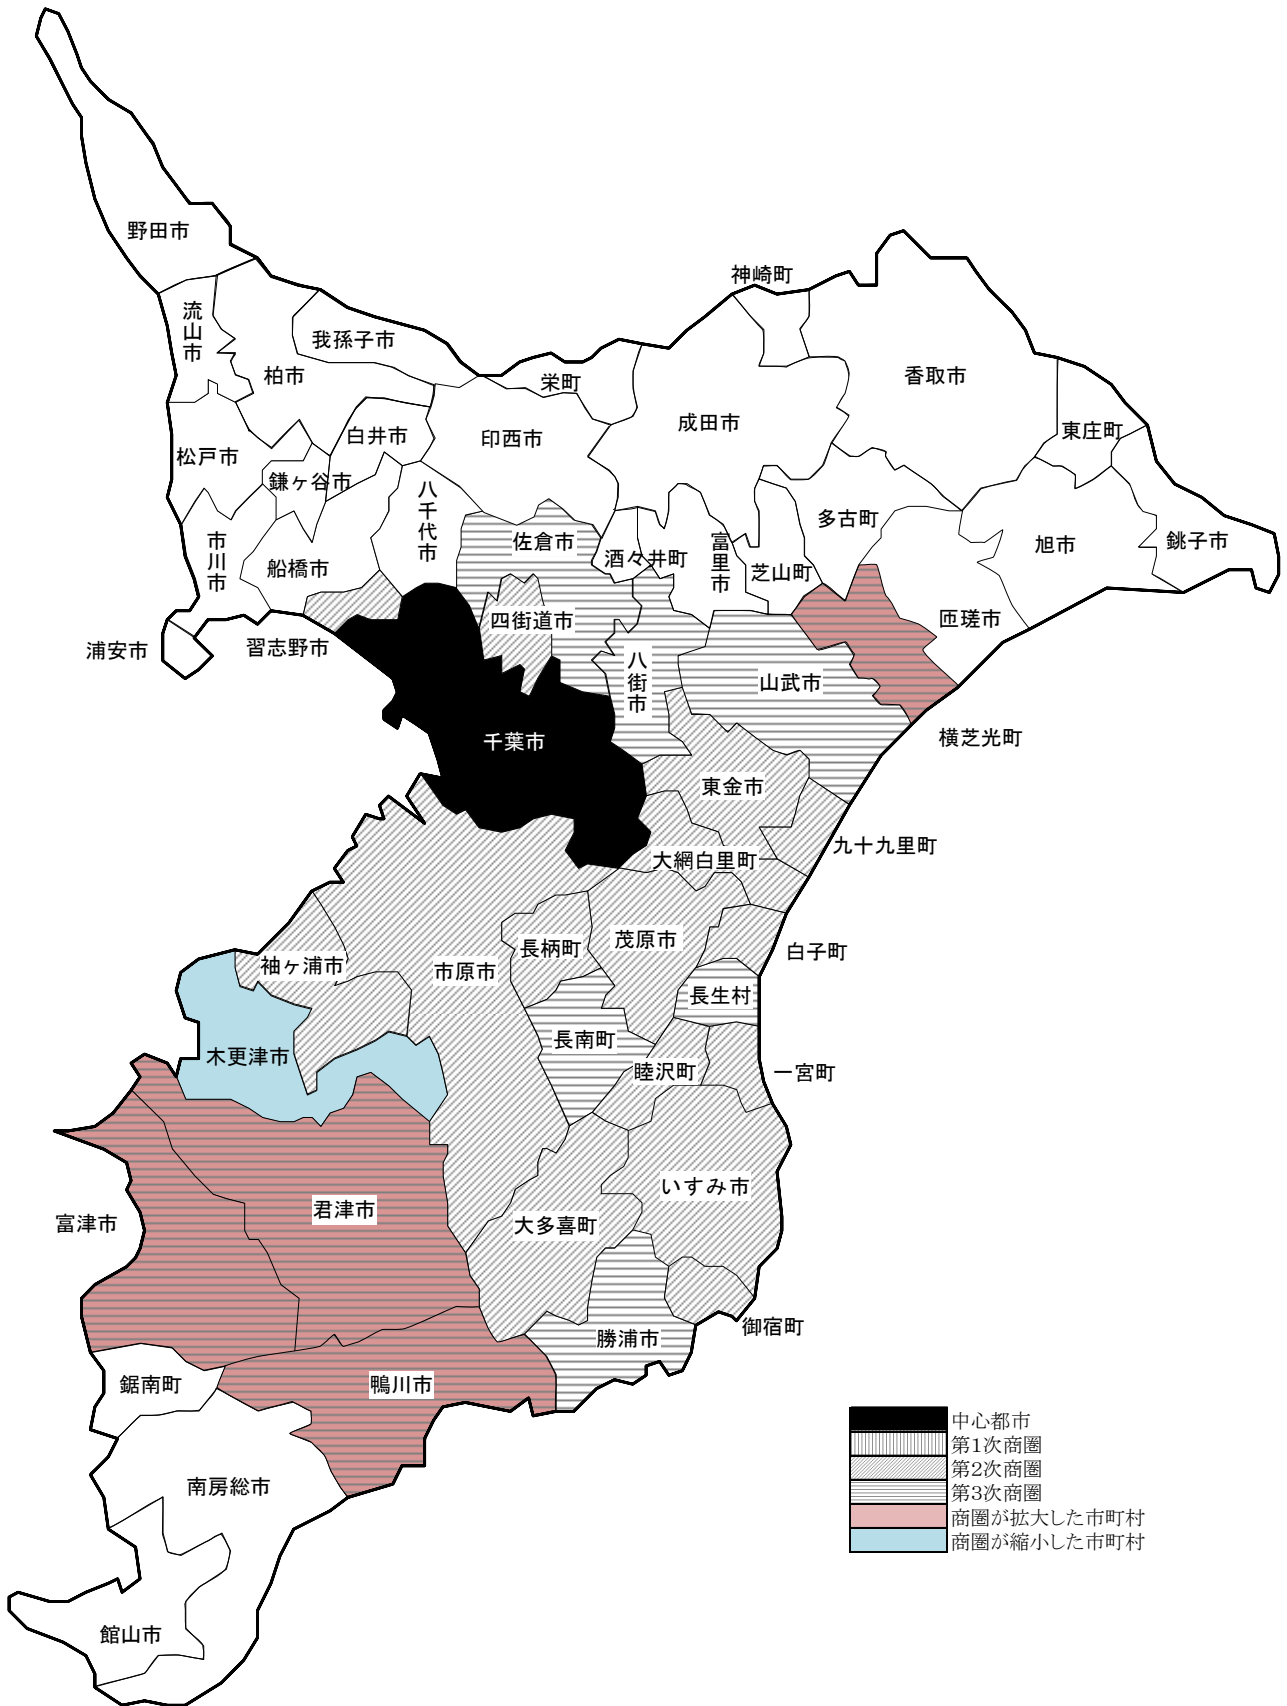 野田市
神崎町
流山市
我孫子市
柏市
栄町
香取市
成田市
東庄町
白井市
印西市
松戸市
鎌ヶ谷市
八千代市
多古町
市川市
佐倉市
富里市
旭市
銚子市
船橋市
酒々井町
芝山町
四街道市
匝瑳市
習志野市
浦安市
八街市
山武市
千葉市
横芝光町
東金市
九十九里町
大網白里町
茂原市
長柄町
白子町
袖ヶ浦市
市原市
長生村
長南町
木更津市
睦沢町
一宮町
いすみ市
君津市
富津市
大多喜町
御宿町
勝浦市
鋸南町
鴨川市
南房総市
館山市
中心都市
第1次商圏
第2次商圏
第3次商圏
商圏が拡大した市町村
商圏が縮小した市町村